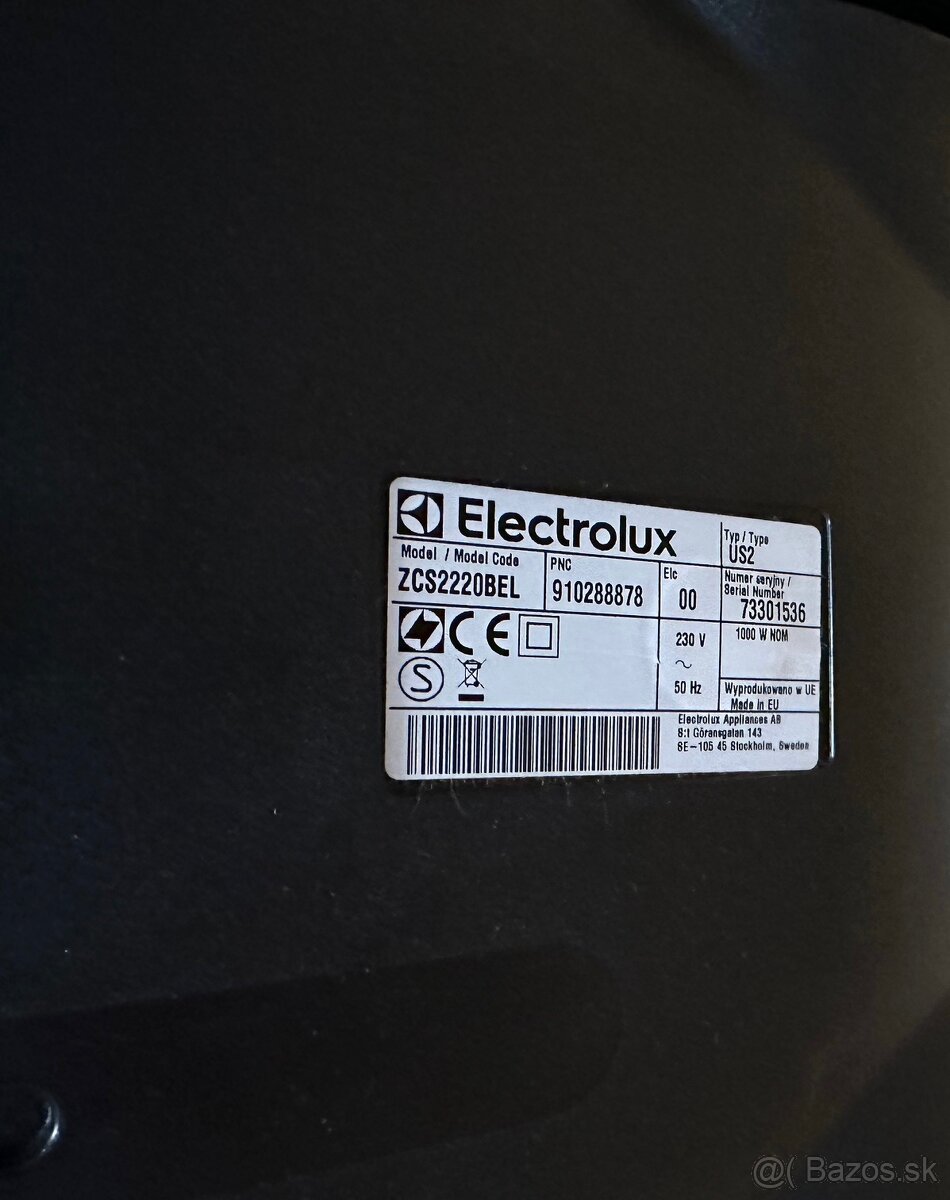 Electrolux
Typ / Type
US2
Model / Model Code
ZCS2220BEL
PNC
910288878
Elc
00
Numer seryjny /
Serial Number
73301536
CE
S
230 V
~
50 Hz
1000 W NOM
Wyprodukowano w UE
Made in EU
Electrolux Appliances AB
S:t Göransgatan 143
SE-105 45 Stockholm, Sweden
@( Bazos.sk